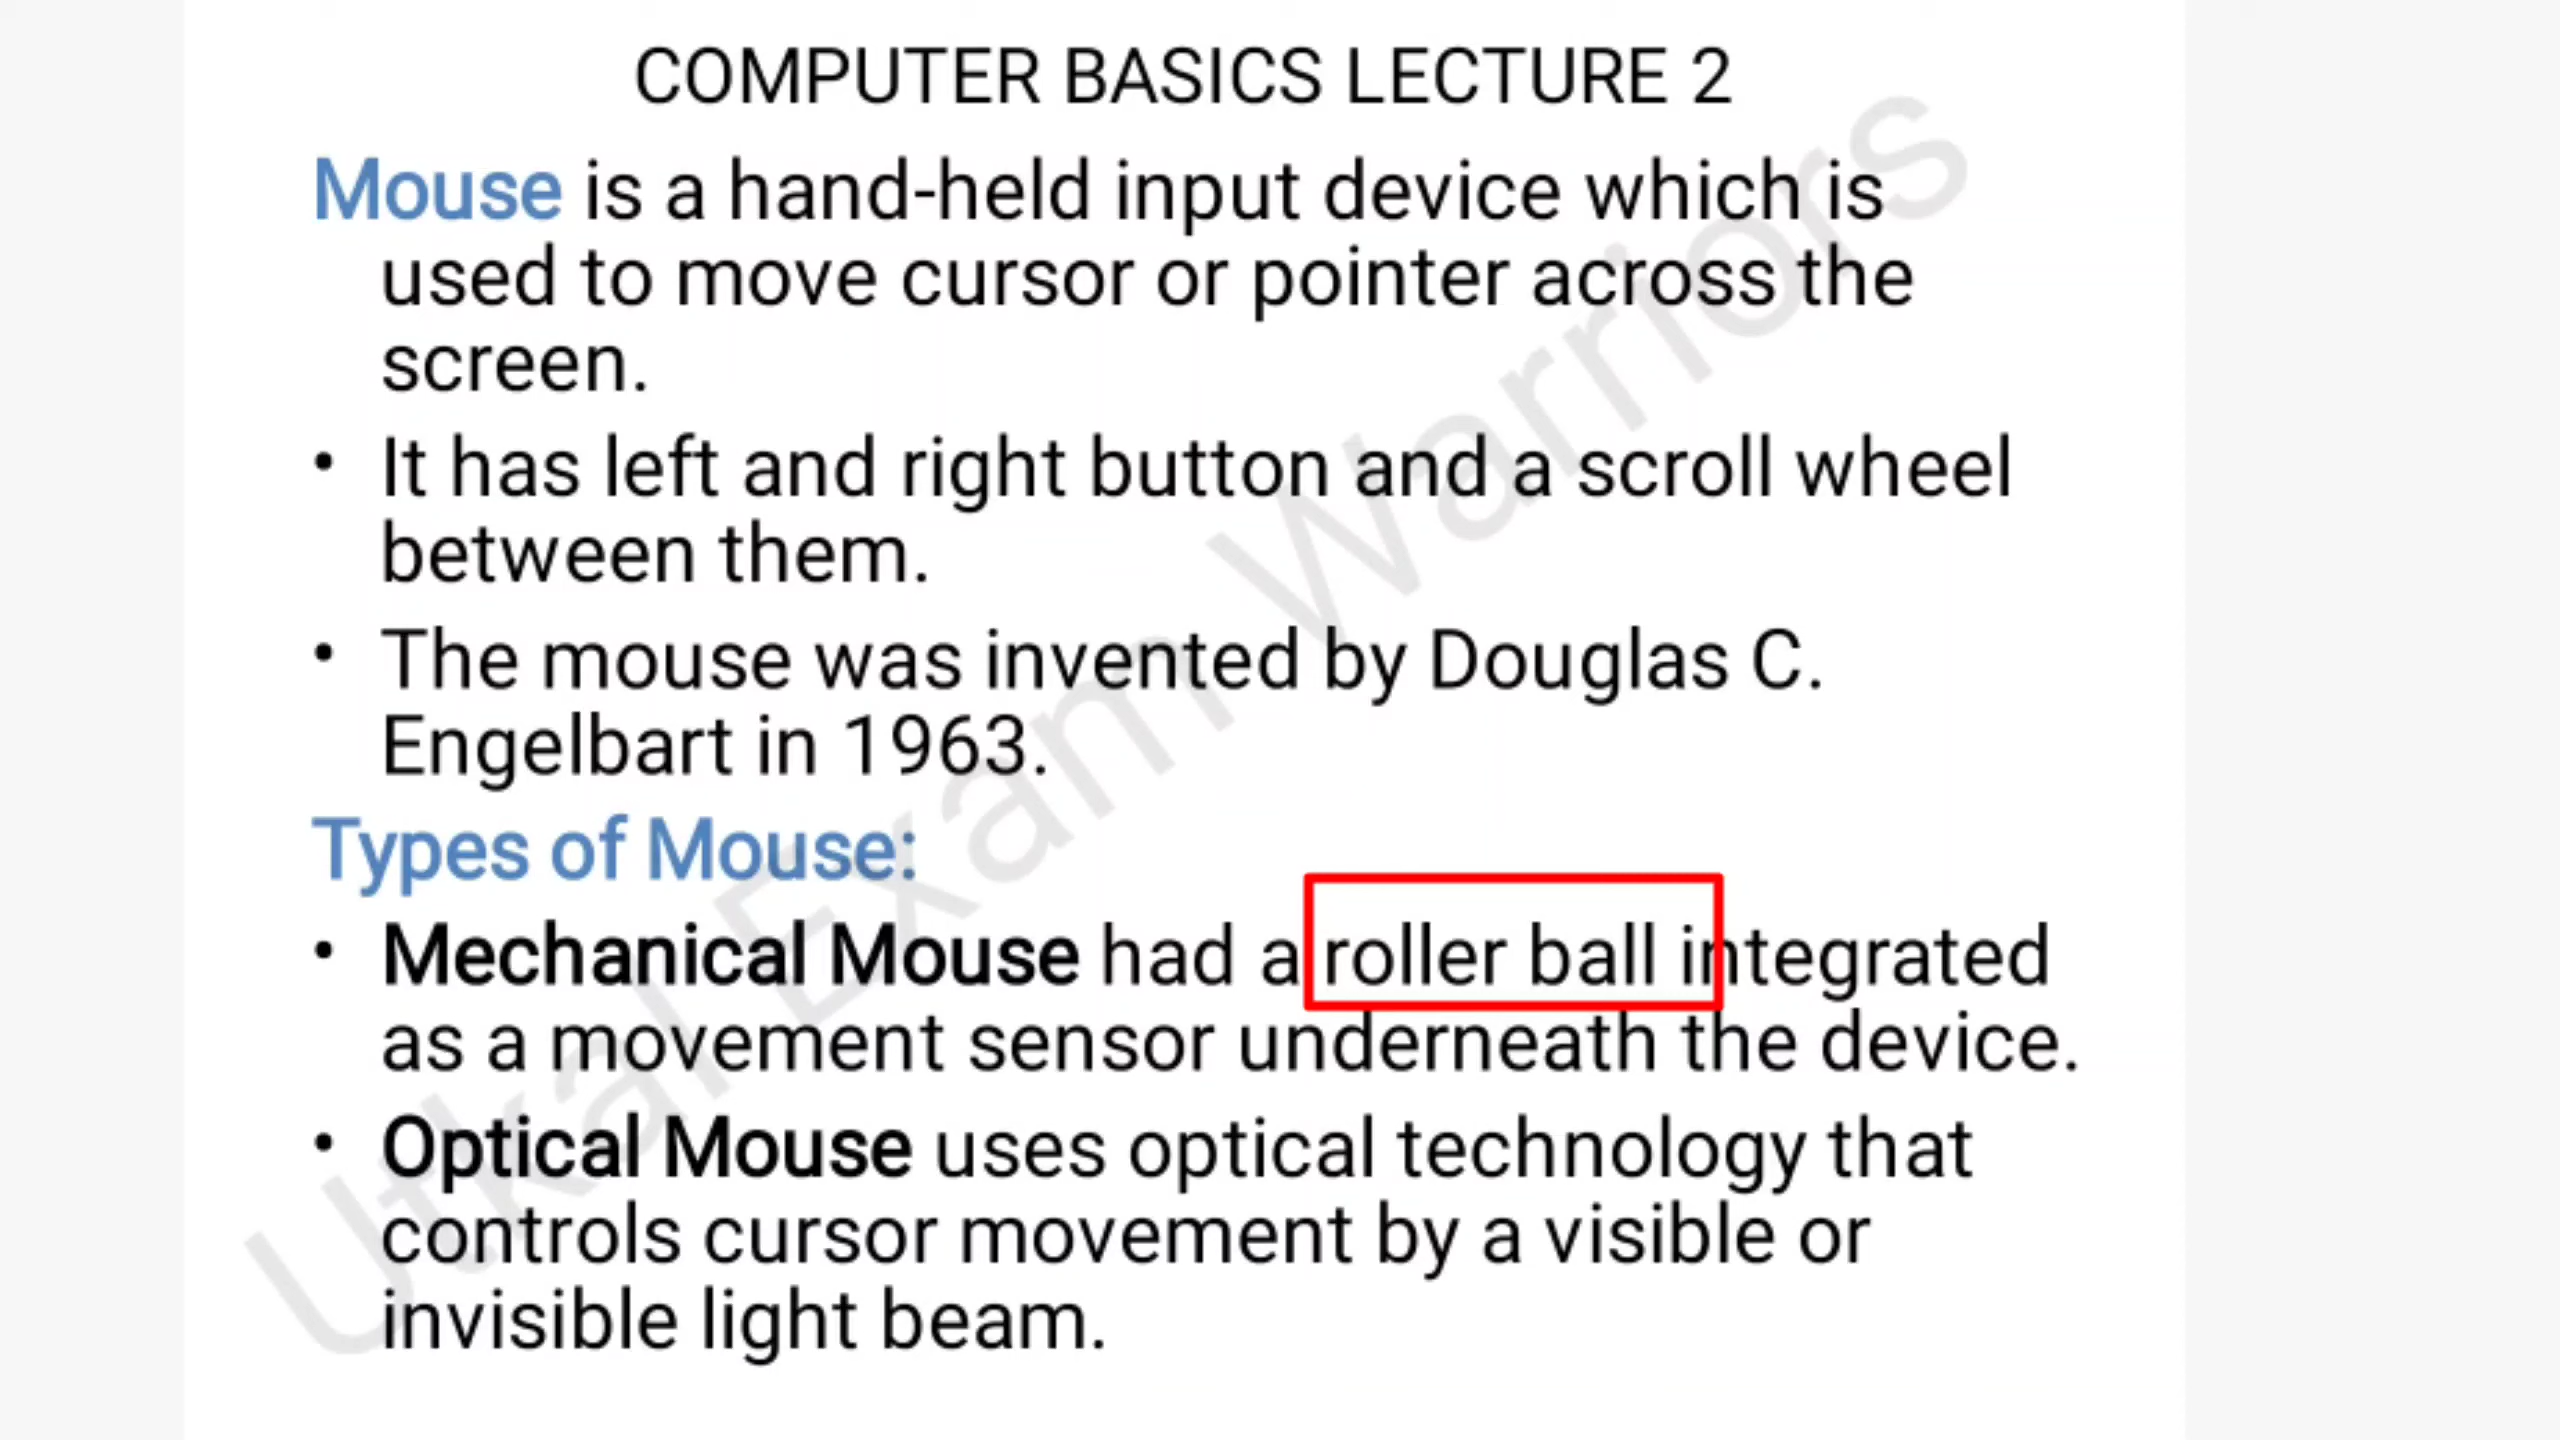 COMPUTER BASICS LECTURE 2
Mouse is a hand-held input device which is
used to move cursor or pointer across the
screen.
• It has left and right button and a scroll wheel
between them.
• The mouse was invented by Douglas C.
Engelbart in 1963.
Types of Mouse:
• Mechanical Mouse had a roller ball integrated
as a movement sensor underneath the device.
• Optical Mouse uses optical technology that
controls cursor movement by a visible or
invisible light beam.
Utkal Exam Warriors